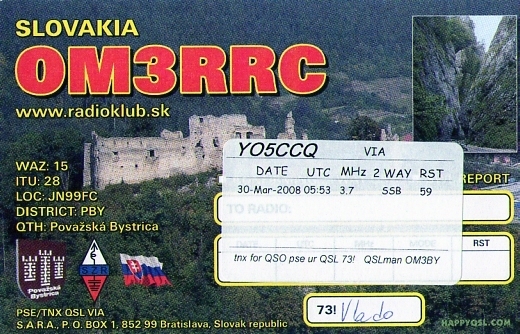 SLOVAKIA
OM3RRC
www.radioklub.sk
YO5CCQ VIA
DATE UTC MHz 2 WAY RST
30-Mar-2008 05:53 3.7 SSB 59
WAZ: 15
ITU: 28
LOC: JN99FC
DISTRICT: PBY
QTH: Považská Bystrica
REPORT
TO RADIO:
RST
tnx for QSO pse ur QSL 73! QSLman OM3BY
Považská
Bystrica
SZR
PSE/TNX QSL VIA
S.A.R.A., P. O. BOX 1, 852 99 Bratislava, Slovak republic
73! Vlado
HAPPYQSL.COM